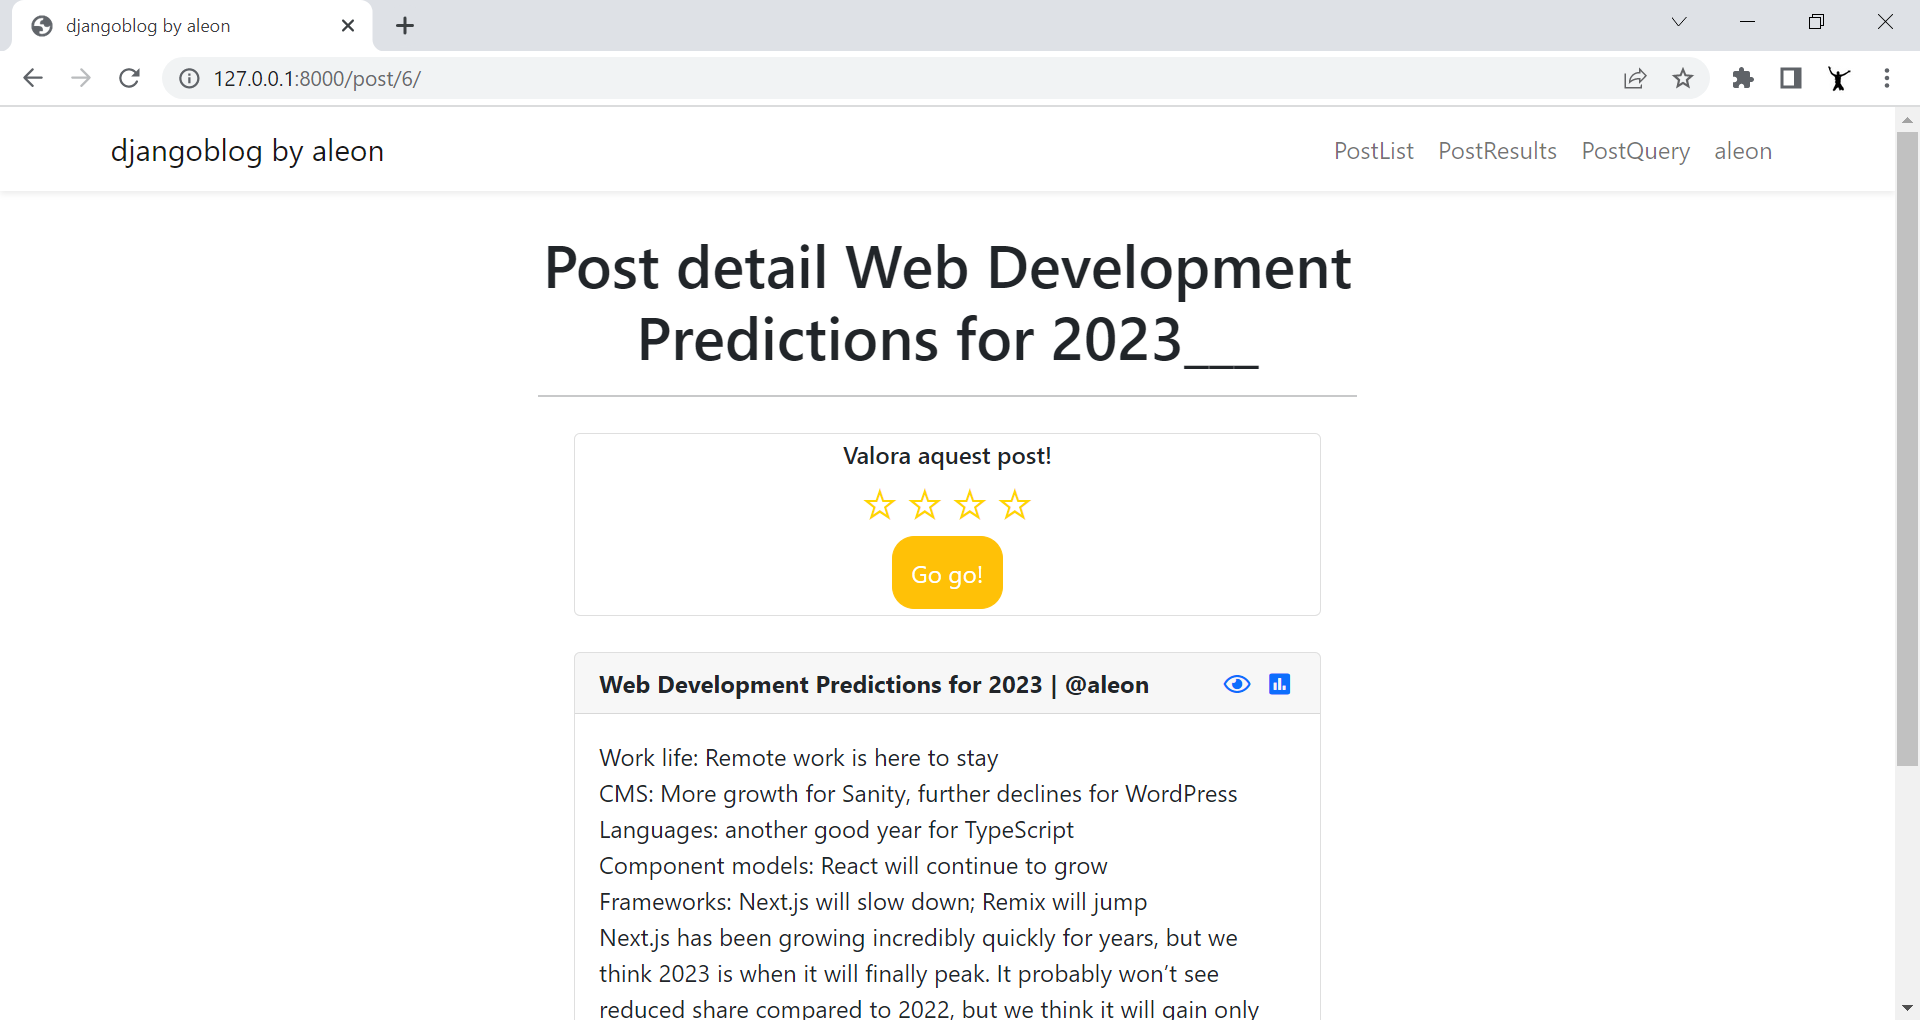 djangoblog by aleon
127.0.0.1:8000/post/6/
djangoblog by aleon
PostList PostResults PostQuery aleon
Post detail Web Development
Predictions for 2023___
Valora aquest post!
Go go!
Web Development Predictions for 2023 | @aleon
Work life: Remote work is here to stay
CMS: More growth for Sanity, further declines for WordPress
Languages: another good year for TypeScript
Component models: React will continue to grow
Frameworks: Next.js will slow down; Remix will jump
Next.js has been growing incredibly quickly for years, but we
think 2023 is when it will finally peak. It probably won’t see
reduced share compared to 2022, but we think it will gain only